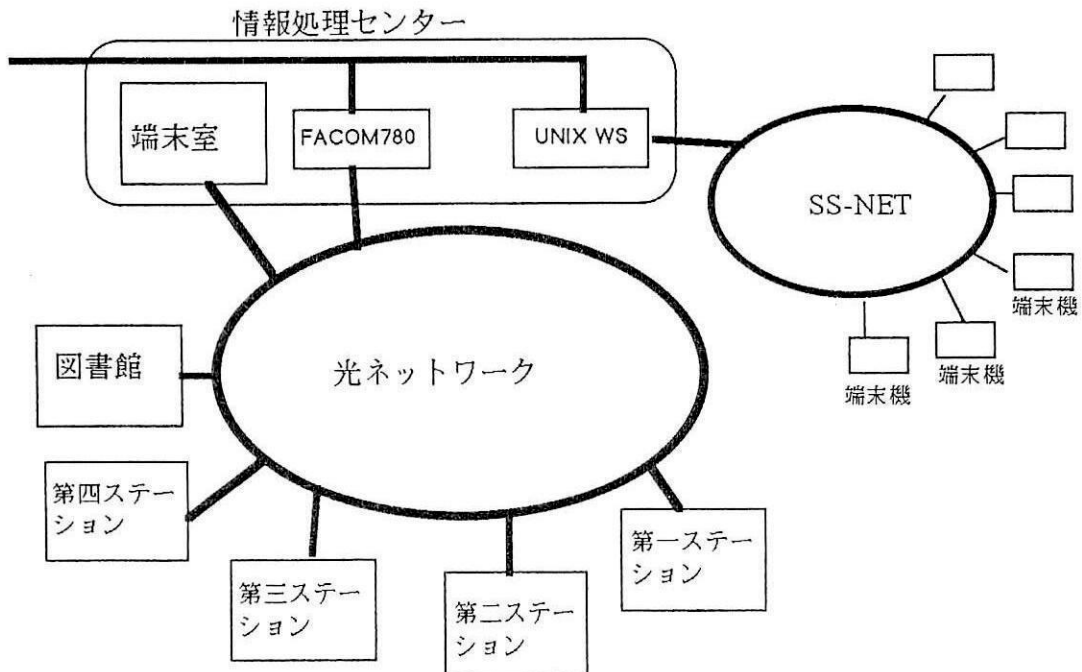 情報処理センター
端末室
FACOM780
UNIX WS
SS-NET
端末機
端末機
端末機
図書館
光ネットワーク
第四ステー
ション
第三ステー
ション
第二ステー
ション
第一ステー
ション